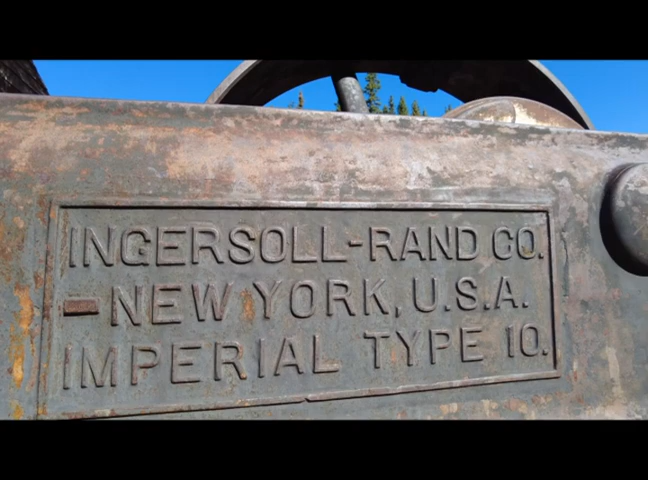 INGERSOLL-RAND CO.
-NEW YORK, U.S.A.
IMPERIAL TYPE 10.